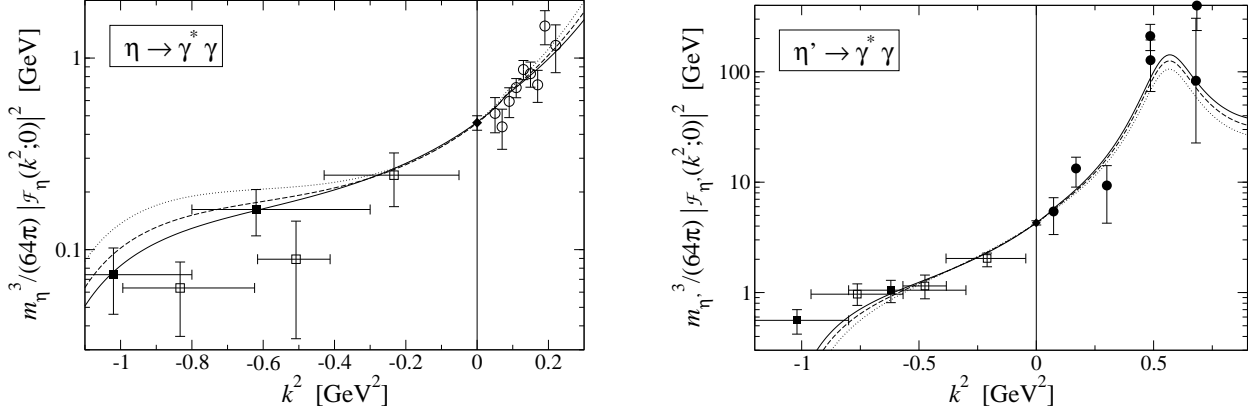 η → γ* γ
m_η³/(64π) |ℱ_η(k²;0)|² [GeV]
1
0.1
-1
-0.8
-0.6
-0.4
-0.2
0
0.2
k² [GeV²]
η' → γ* γ
m_η'³/(64π) |ℱ_η'(k²;0)|² [GeV]
100
10
1
-1
-0.5
0
0.5
k² [GeV²]